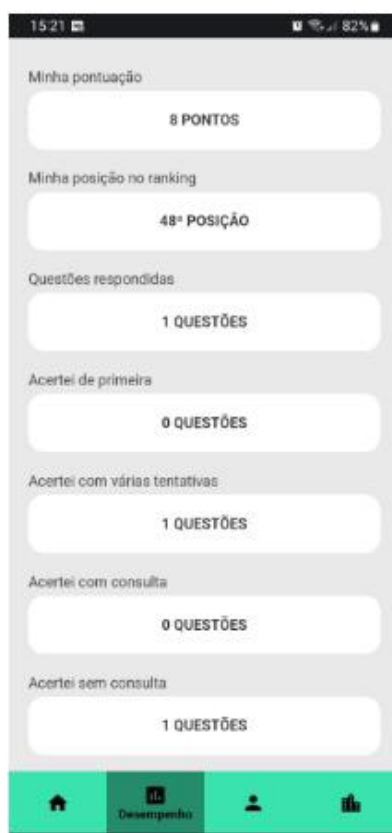 15:21
82%
Minha pontuação
8 PONTOS
Minha posição no ranking
48ª POSIÇÃO
Questões respondidas
1 QUESTÕES
Acertei de primeira
0 QUESTÕES
Acertei com várias tentativas
1 QUESTÕES
Acertei com consulta
0 QUESTÕES
Acertei sem consulta
1 QUESTÕES
Desempenho